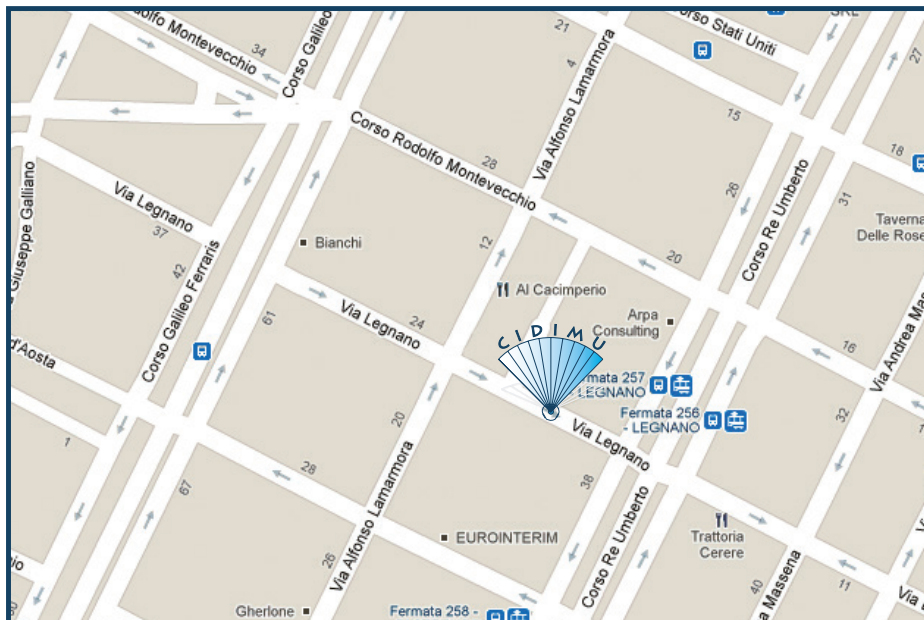 Corso Stati Uniti
SRL
Rodolfo Montevecchio
34
Corso Galileo
21
4
Via Alfonso Lamarmora
27
15
Corso Rodolfo Montevecchio
18
28
26
Giuseppe Galliano
Via Legnano
37
42
Corso Galileo Ferraris
Bianchi
12
Corso Re Umberto
31
Taverna
Delle Rose
20
61
Via Legnano
24
Al Cacimperio
Arpa
Consulting
16
Via Andrea Ma
d'Aosta
CIDIMU
Fermata 257
LEGNANO
Fermata 256
- LEGNANO
20
32
1
Via Legnano
28
67
Via Alfonso Lamarmora
38
EUROINTERIM
Corso Re Umberto
Trattoria
Cerere
26
40
Massena
11
Via
Gherlone
Fermata 258 -